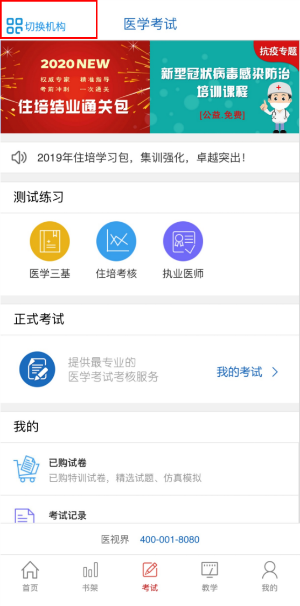 切换机构
医学考试
2020 NEW
权威专家 精准指导
考前冲刺 一次通关
住培结业通关包
抗疫专题
新型冠状病毒感染防治
培训课程
[公益.免费]
2019年住培学习包，集训强化，卓越突出！
测试练习
医学三基
住培考核
执业医师
正式考试
提供最专业的
医学考试考核服务
我的考试
我的
已购试卷
已购特训试卷，精选试题、仿真模拟
考试记录
医视界 400-001-8080
首页
书架
考试
教学
我的